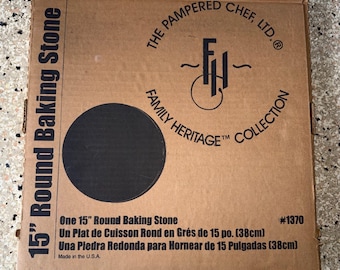 15" Round Baking Stone
THE PAMPERED CHEF, LTD.®
FH
FAMILY HERITAGE™ COLLECTION
One 15" Round Baking Stone #1370
Un Plat de Cuisson Rond en Grés de 15 po. (38cm)
Una Piedra Redonda para Hornear de 15 Pulgadas (38cm)
Made in the U.S.A.